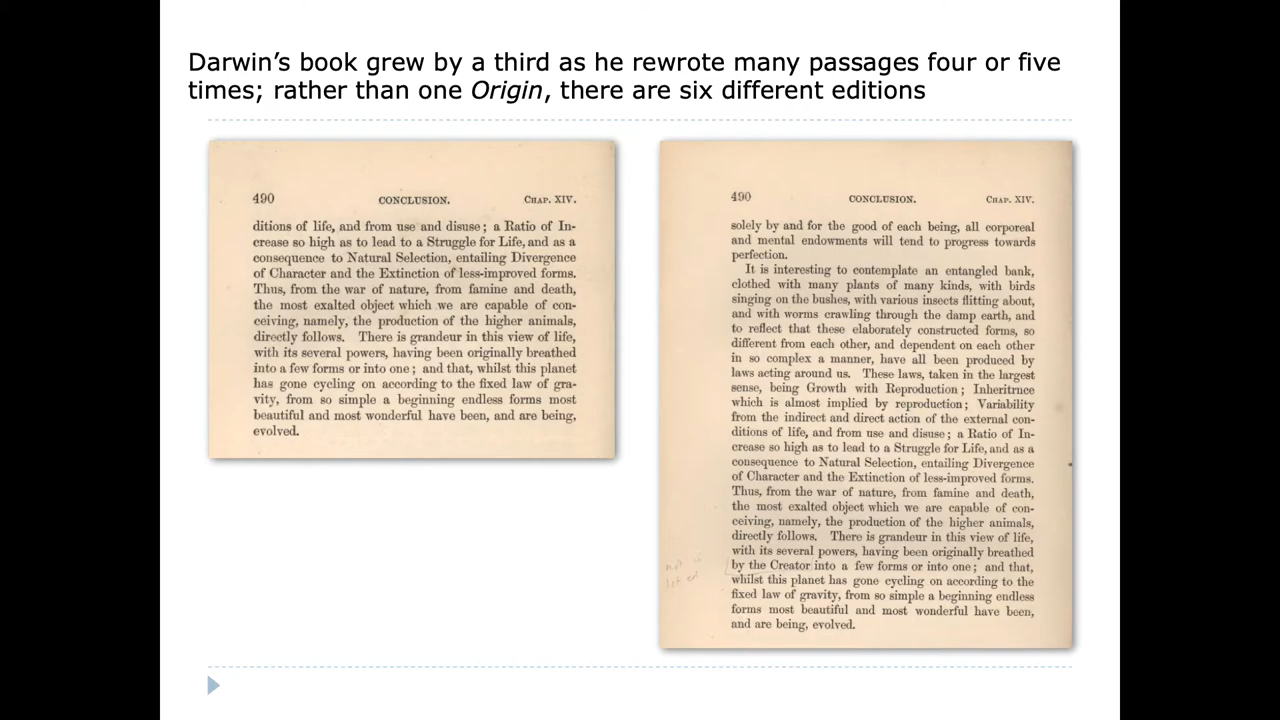 Darwin’s book grew by a third as he rewrote many passages four or five
times; rather than one Origin, there are six different editions
490 CONCLUSION. CHAP. XIV.
ditions of life, and from use and disuse; a Ratio of In-
crease so high as to lead to a Struggle for Life, and as a
consequence to Natural Selection, entailing Divergence
of Character and the Extinction of less-improved forms.
Thus, from the war of nature, from famine and death,
the most exalted object which we are capable of con-
ceiving, namely, the production of the higher animals,
directly follows. There is grandeur in this view of life,
with its several powers, having been originally breathed
into a few forms or into one; and that, whilst this planet
has gone cycling on according to the fixed law of gra-
vity, from so simple a beginning endless forms most
beautiful and most wonderful have been, and are being,
evolved.
490 CONCLUSION. CHAP. XIV.
solely by and for the good of each being, all corporeal
and mental endowments will tend to progress towards
perfection.
It is interesting to contemplate an entangled bank,
clothed with many plants of many kinds, with birds
singing on the bushes, with various insects flitting about,
and with worms crawling through the damp earth, and
to reflect that these elaborately constructed forms, so
different from each other, and dependent on each other
in so complex a manner, have all been produced by
laws acting around us. These laws, taken in the largest
sense, being Growth with Reproduction; Inheritrnce
which is almost implied by reproduction; Variability
from the indirect and direct action of the external con-
ditions of life, and from use and disuse; a Ratio of In-
crease so high as to lead to a Struggle for Life, and as a
consequence to Natural Selection, entailing Divergence
of Character and the Extinction of less-improved forms.
Thus, from the war of nature, from famine and death,
the most exalted object which we are capable of con-
ceiving, namely, the production of the higher animals,
directly follows. There is grandeur in this view of life,
with its several powers, having been originally breathed
by the Creator into a few forms or into one; and that,
whilst this planet has gone cycling on according to the
fixed law of gravity, from so simple a beginning endless
forms most beautiful and most wonderful have been,
and are being, evolved.